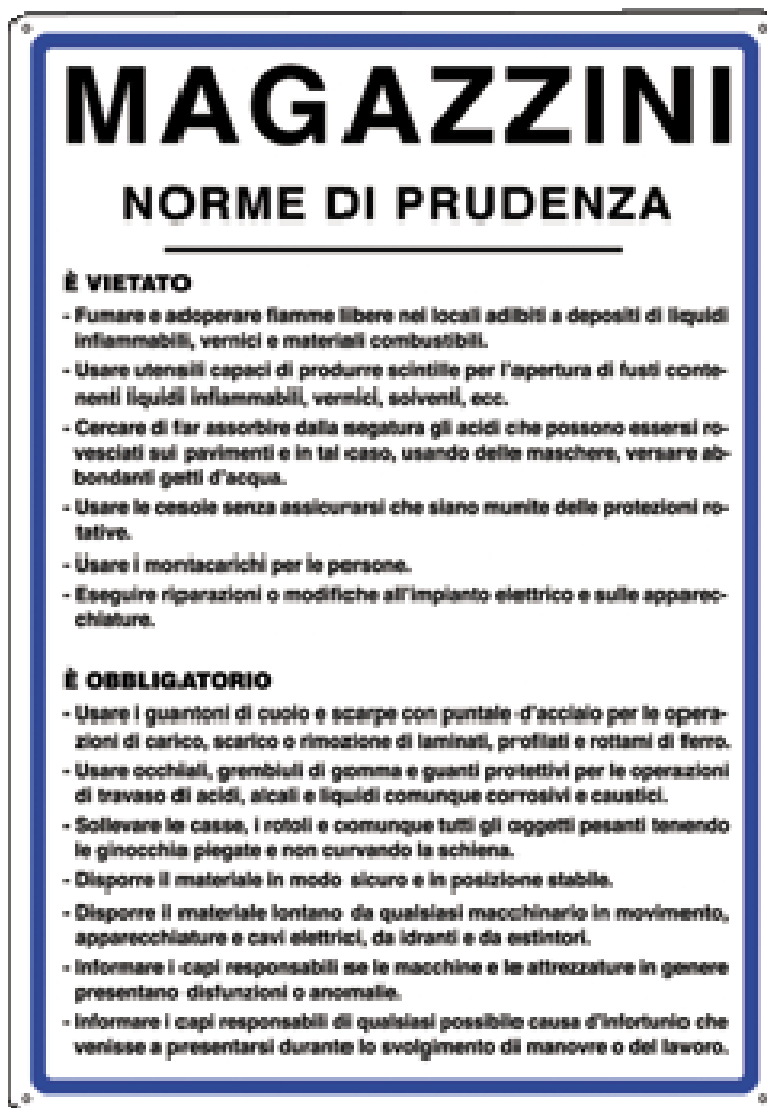 MAGAZZINI
NORME DI PRUDENZA
È VIETATO
- Fumare e adoperare fiamme libere nei locali adibiti a depositi di liquidi
infiammabili, vernici e materiali combustibili.
- Usare utensili capaci di produrre scintille per l'apertura di fusti conte-
nenti liquidi infiammabili, vernici, solventi, ecc.
- Cercare di far assorbire dalla segatura gli acidi che possono essersi ro-
vesciati sui pavimenti e in tal caso, usando delle maschere, versare ab-
bondanti getti d'acqua.
- Usare le cesoie senza assicurarsi che siano munite delle protezioni ro-
tative.
- Usare i montacarichi per le persone.
- Eseguire riparazioni o modifiche all'impianto elettrico e sulle apparec-
chiature.
È OBBLIGATORIO
- Usare i guantoni di cuoio e scarpe con puntale d'acciaio per le opera-
zioni di carico, scarico o rimozione di laminati, profilati e rottami di ferro.
- Usare occhiali, grembiuli di gomma e guanti protettivi per le operazioni
di travaso di acidi, alcali e liquidi comunque corrosivi e caustici.
- Sollevare le casse, i rotoli e comunque tutti gli oggetti pesanti tenendo
le ginocchia piegate e non curvando la schiena.
- Disporre il materiale in modo sicuro e in posizione stabile.
- Disporre il materiale lontano da qualsiasi macchinario in movimento,
apparecchiature e cavi elettrici, da idranti e da estintori.
- Informare i capi responsabili se le macchine e le attrezzature in genere
presentano disfunzioni o anomalie.
- Informare i capi responsabili di qualsiasi possibile causa d'infortunio che
venisse a presentarsi durante lo svolgimento di manovre o del lavoro.